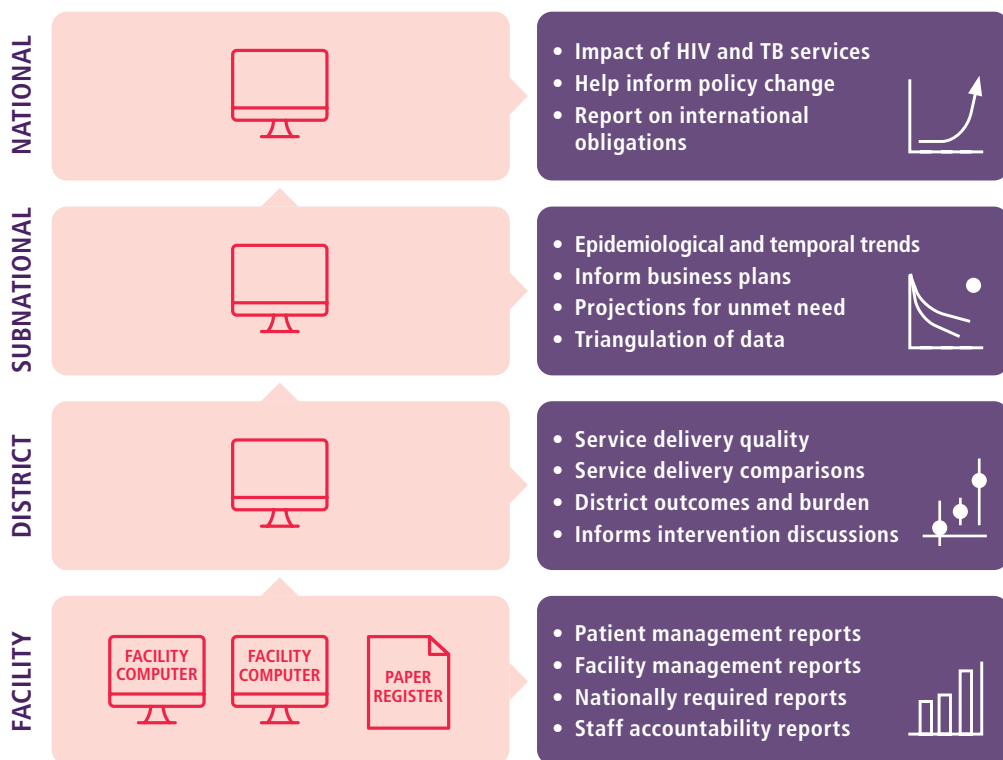 NATIONAL
• Impact of HIV and TB services
• Help inform policy change
• Report on international
obligations
SUBNATIONAL
• Epidemiological and temporal trends
• Inform business plans
• Projections for unmet need
• Triangulation of data
DISTRICT
• Service delivery quality
• Service delivery comparisons
• District outcomes and burden
• Informs intervention discussions
FACILITY
FACILITY
COMPUTER
FACILITY
COMPUTER
PAPER
REGISTER
• Patient management reports
• Facility management reports
• Nationally required reports
• Staff accountability reports